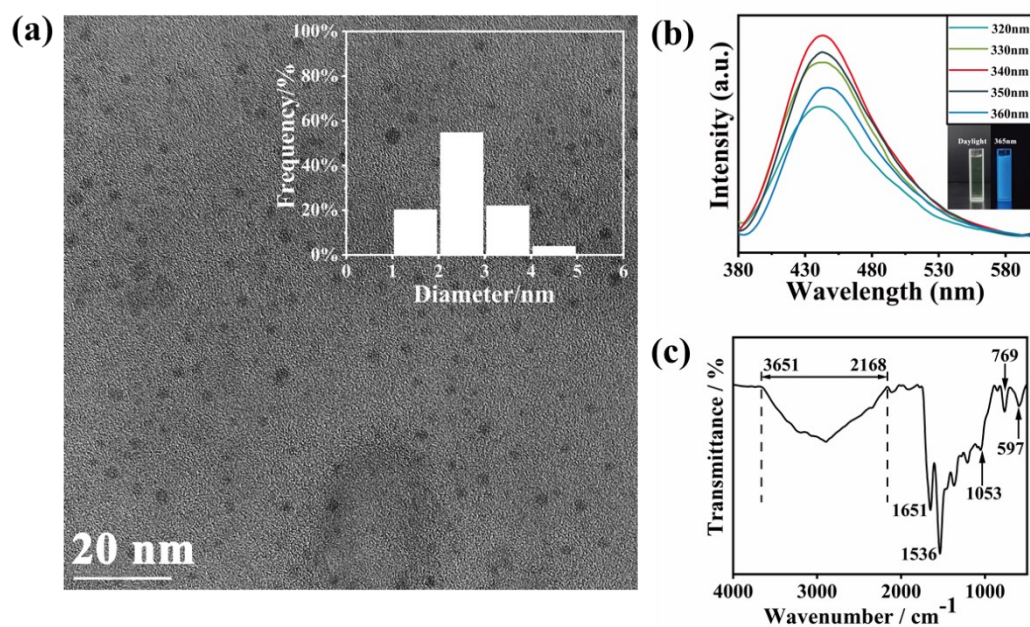 (a)
100%
80%
60%
40%
20%
0%
Frequency/%
0 1 2 3 4 5 6
Diameter/nm
20 nm
(b)
Intensity (a.u.)
320nm
330nm
340nm
350nm
360nm
Daylight 365nm
380 430 480 530 580
Wavelength (nm)
(c)
Transmittance / %
3651 2168
769
597
1053
1651
1536
4000 3000 2000 1000
Wavenumber / cm-1